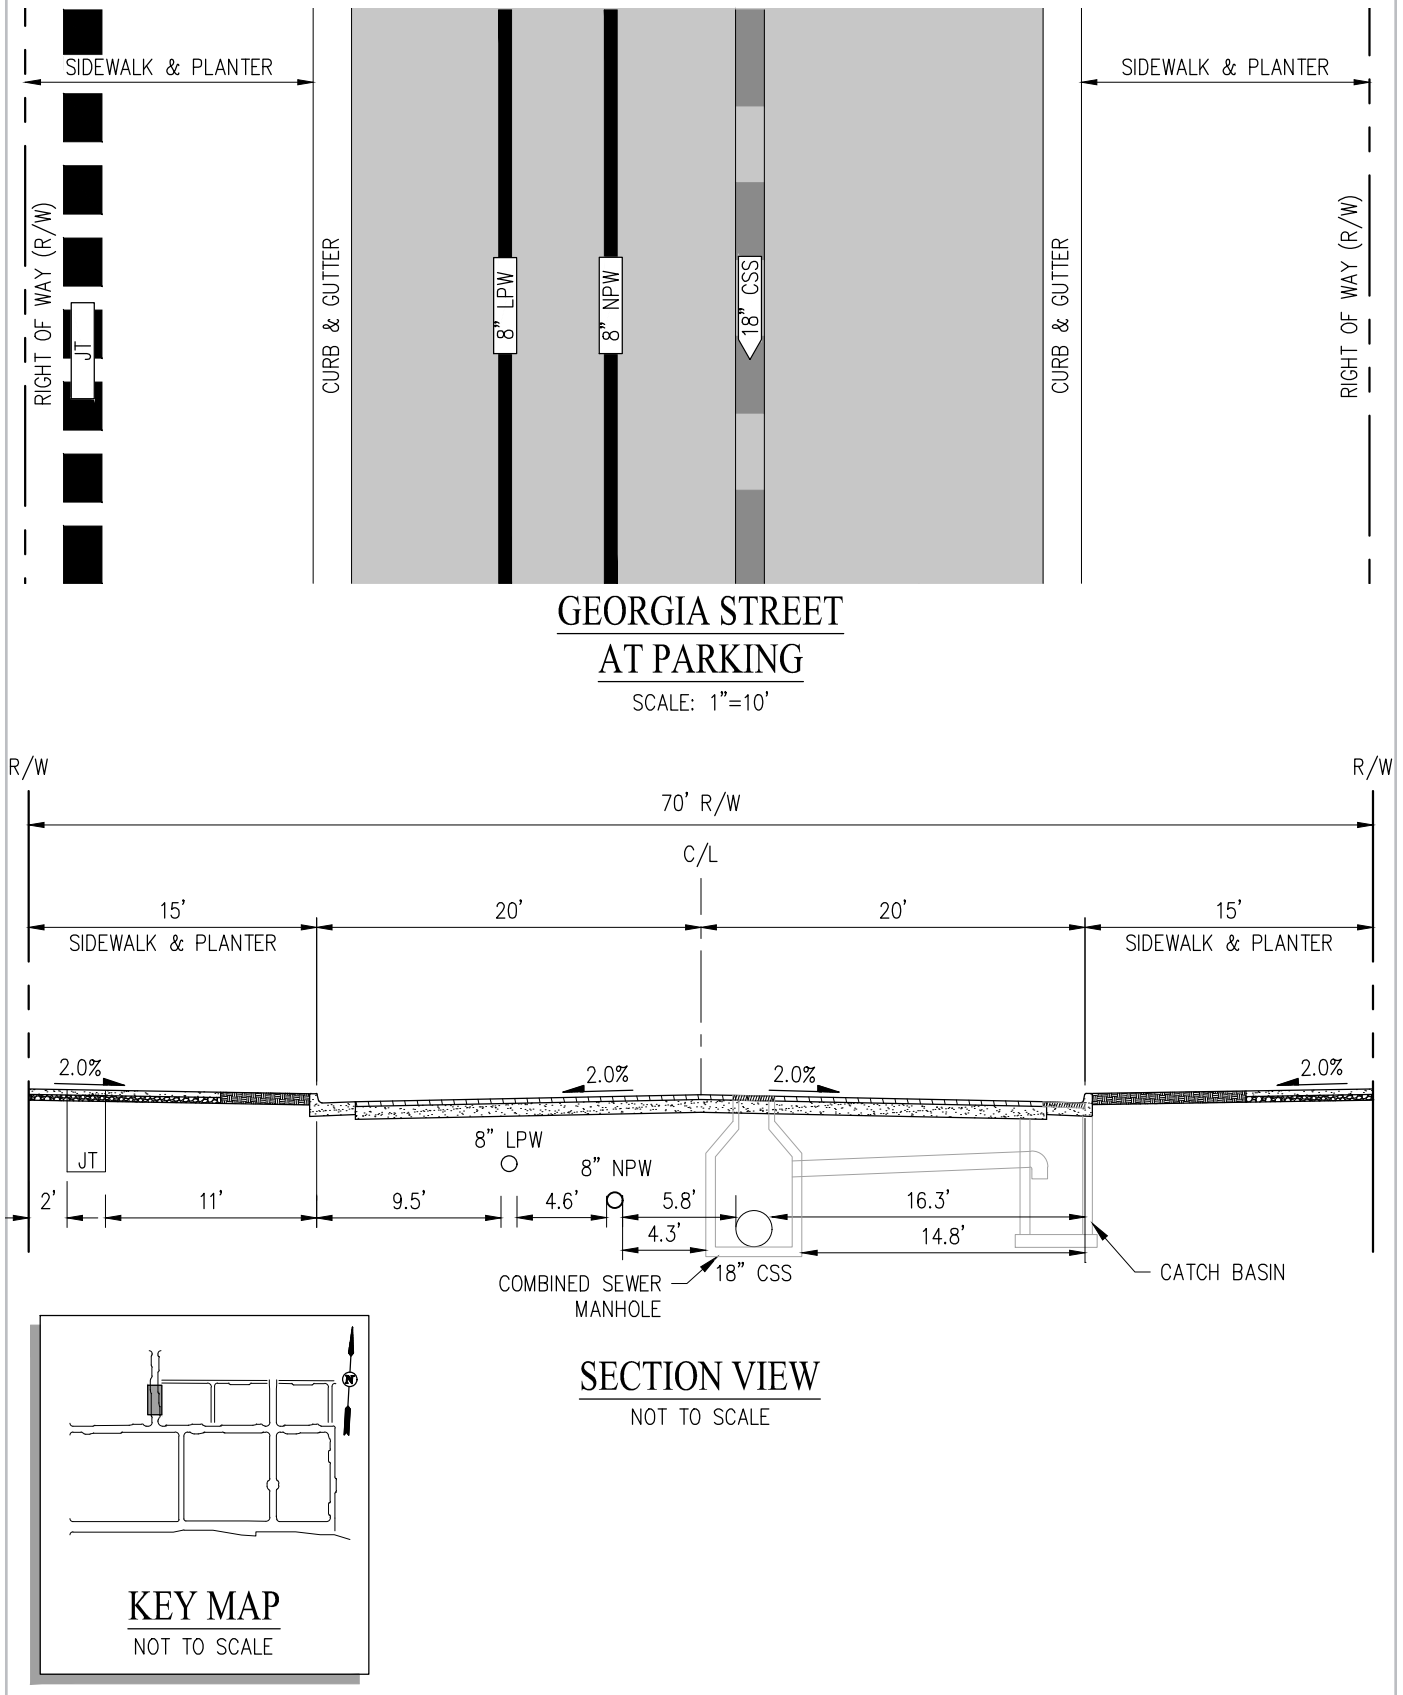 SIDEWALK & PLANTER
SIDEWALK & PLANTER
RIGHT OF WAY (R/W)
JT
CURB & GUTTER
8” LPW
8” NPW
18” CSS
CURB & GUTTER
RIGHT OF WAY (R/W)
GEORGIA STREET
AT PARKING
SCALE: 1”=10’
R/W
R/W
70’ R/W
C/L
15’
20’
20’
15’
SIDEWALK & PLANTER
SIDEWALK & PLANTER
2.0%
2.0%
2.0%
2.0%
8” LPW
JT
8” NPW
2’
11’
9.5’
4.6’
5.8’
16.3’
4.3’
14.8’
18” CSS
COMBINED SEWER
MANHOLE
CATCH BASIN
SECTION VIEW
NOT TO SCALE
N
KEY MAP
NOT TO SCALE